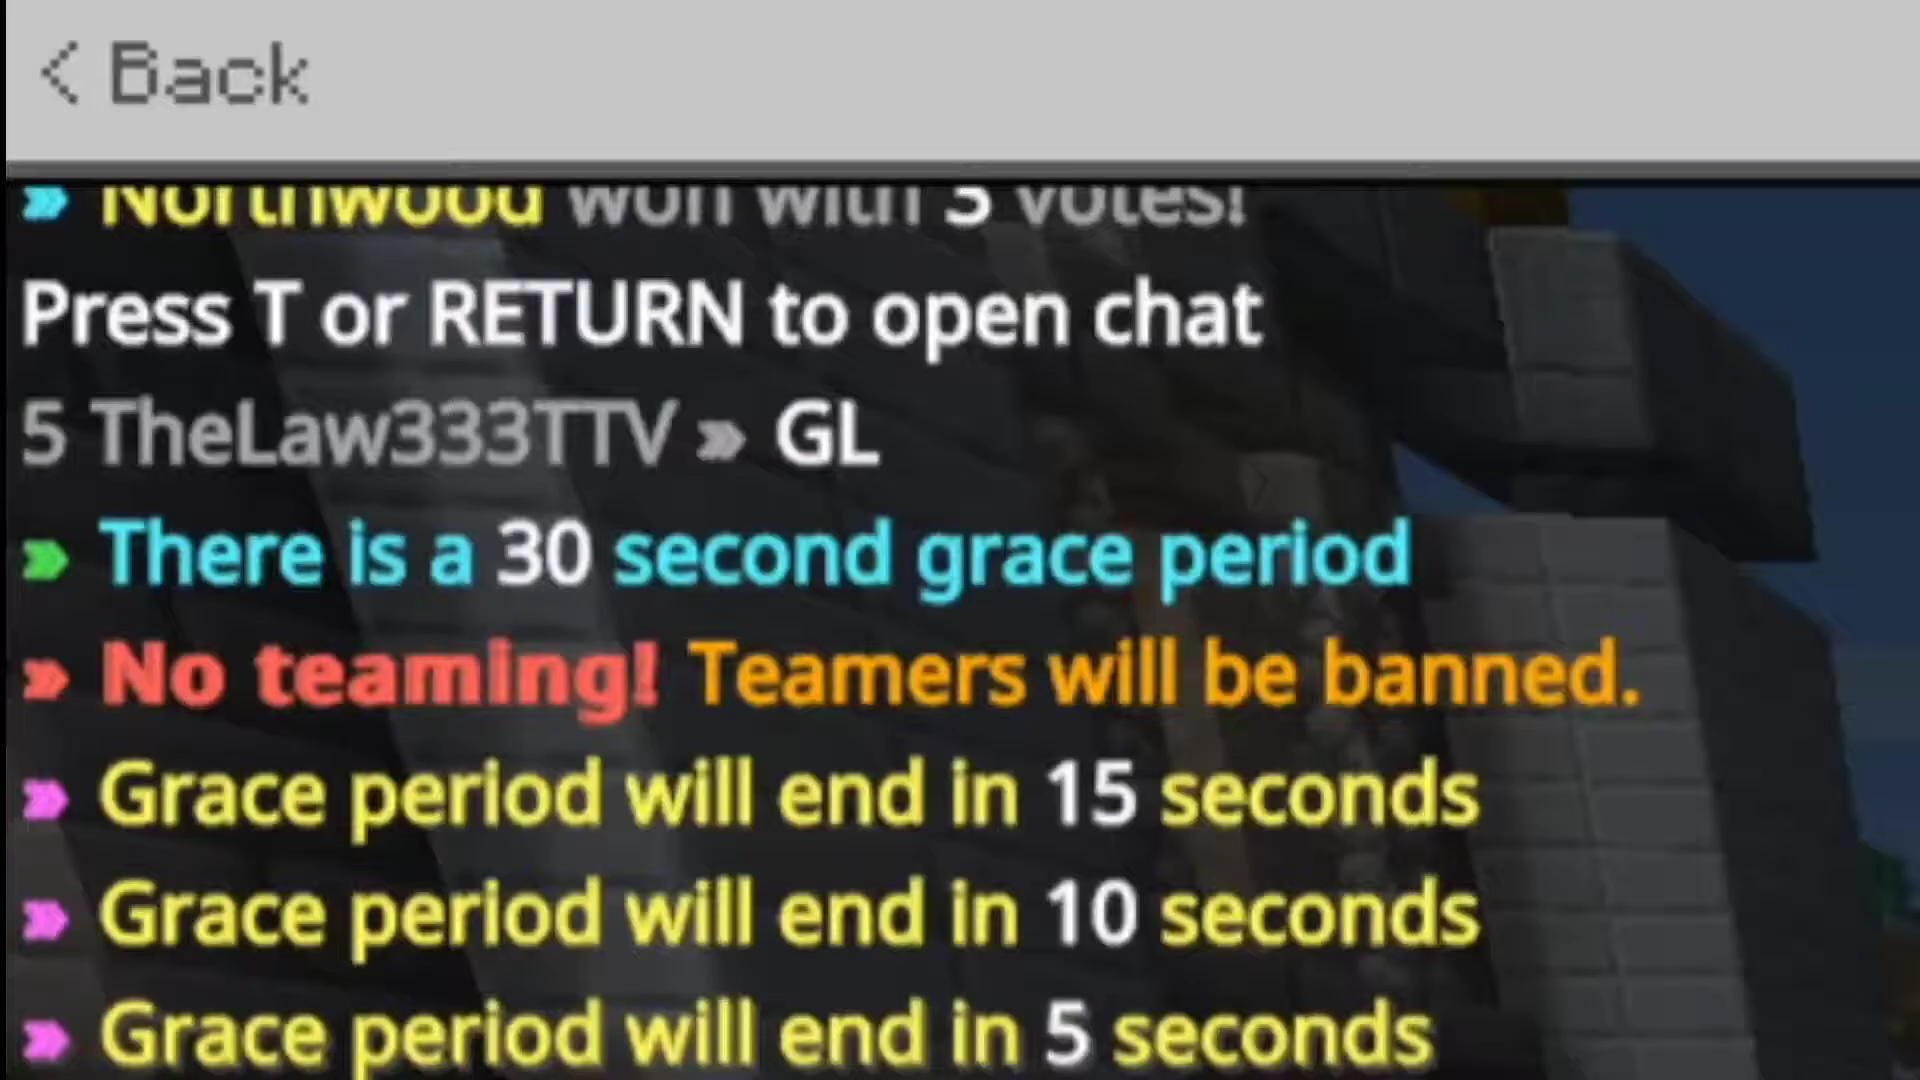 < Back
» Northwood won with 3 votes!
Press T or RETURN to open chat
5 TheLaw333TTV » GL
» There is a 30 second grace period
» No teaming! Teamers will be banned.
» Grace period will end in 15 seconds
» Grace period will end in 10 seconds
» Grace period will end in 5 seconds